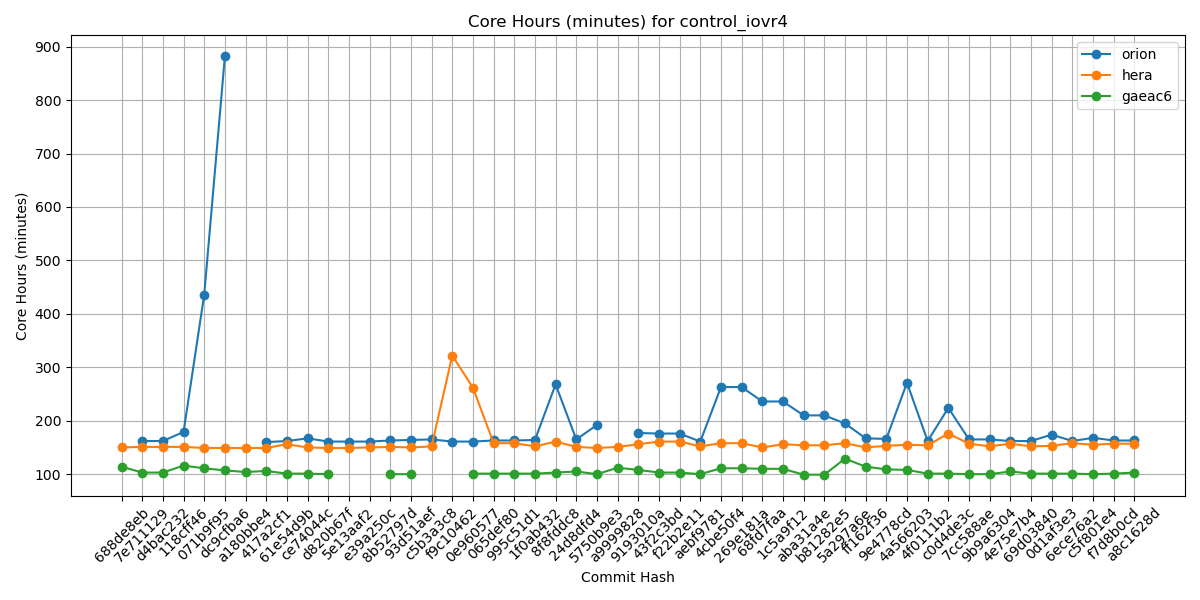 Core Hours (minutes) for control_iovr4
orion
hera
gaeac6
Core Hours (minutes)
900
800
700
600
500
400
300
200
100
688de8eb
7e711129
d4bac232
118cff46
071b9f95
dc9cfba6
a180bbe4
417a2cf1
61e54d9b
ce74044c
d820b67f
5e13aaf2
e39a250c
8b52797d
93d51aef
c5b3a3c8
f9c10462
0e960577
065def80
995c51d1
1f0ab432
8f8fdfdc8
24d8dfd4
5750b9e3
a9999828
9193010a
43f253bd
f22b2e11
aebf9781
4cbe50f4
269e181a
68fd7faa
1c5a9f12
aba31a4e
b81282e5
5a297a6e
ff162f36
9e4778cd
4a566203
4f011b2
c0d4de3c
7cc588ae
9b9a6304
4e75e7b4
69d03840
0d1af3e3
6ece76a2
c5f801e4
f7d8b0cd
a8c1628d
Commit Hash